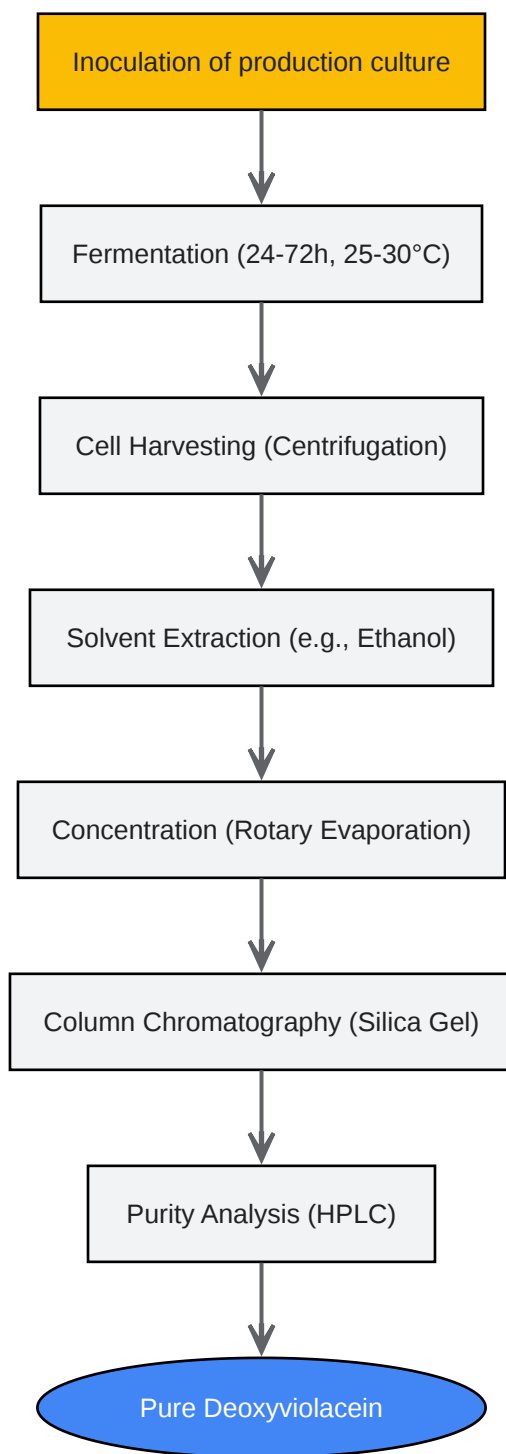 Inoculation of production culture
Fermentation (24-72h, 25-30°C)
Cell Harvesting (Centrifugation)
Solvent Extraction (e.g., Ethanol)
Concentration (Rotary Evaporation)
Column Chromatography (Silica Gel)
Purity Analysis (HPLC)
Pure Deoxyviolacein